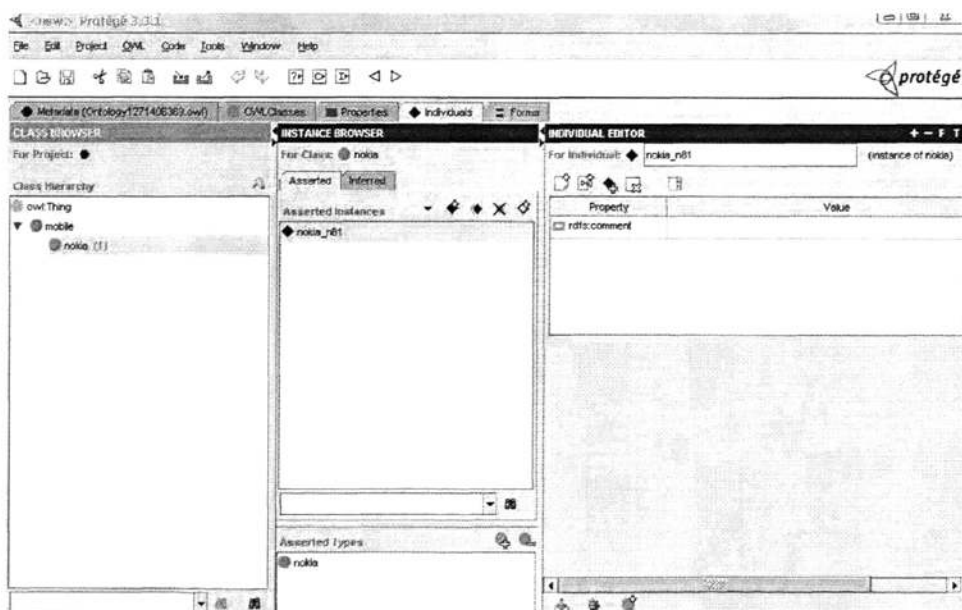 <new> Protégé 3.3.1
File Edit Project OWL Code Tools Window Help
protégé
Metadata (Ontology1271406369.owl) OWLClasses Properties Individuals Forms
CLASS BROWSER
For Project:
Class Hierarchy
owl:Thing
mobile
nokia (1)
INSTANCE BROWSER
For Class: nokia
Asserted Inferred
Asserted Instances
nokia_n81
Asserted Types
nokia
INDIVIDUAL EDITOR + - F T
For Individual: nokia_n81 (instance of nokia)
Property Value
rdfs:comment